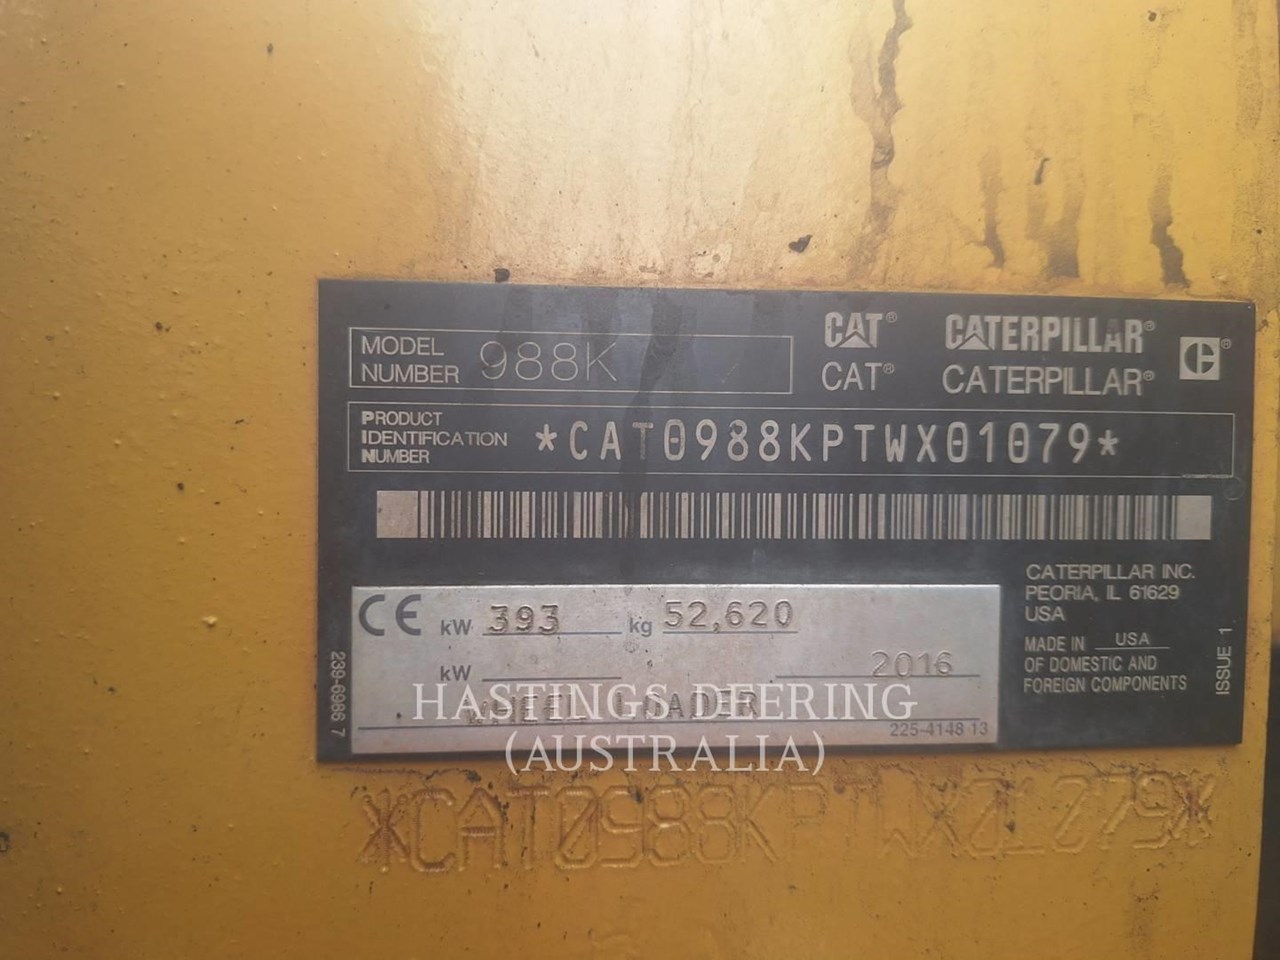 MODEL NUMBER 988K
CAT® CATERPILLAR®
CAT® CATERPILLAR®
PRODUCT IDENTIFICATION NUMBER *CAT0988KPTWX01079*
CATERPILLAR INC.
PEORIA, IL 61629
USA
MADE IN USA
OF DOMESTIC AND
FOREIGN COMPONENTS
ISSUE 1
CE kW 393 kg 52,620
kW 2016
WHEEL LOADER
225-4148 13
239-6986 7
HASTINGS DEERING
(AUSTRALIA)
*CAT0988KPTWX01079*